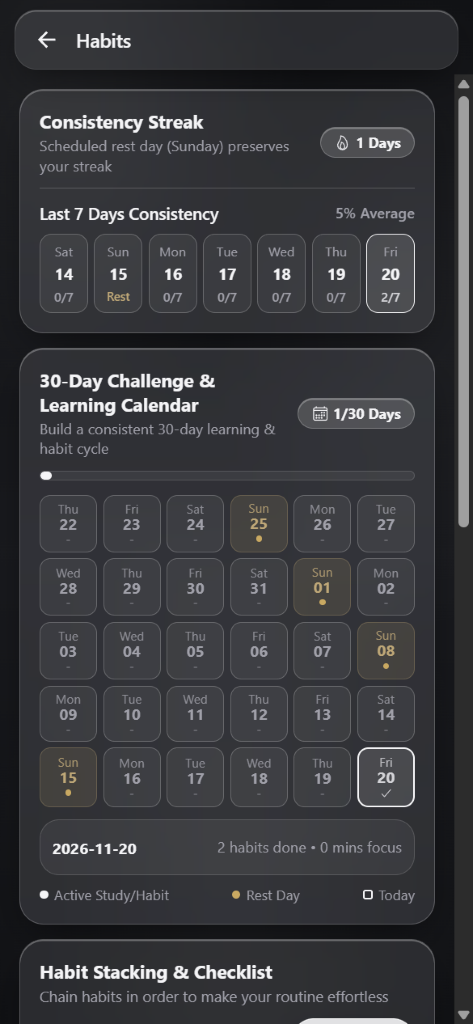 Habits
Consistency Streak
Scheduled rest day (Sunday) preserves
your streak
1 Days
Last 7 Days Consistency
5% Average
Sat Sun Mon Tue Wed Thu Fri
14 15 16 17 18 19 20
0/7 Rest 0/7 0/7 0/7 0/7 2/7
30-Day Challenge &
Learning Calendar
Build a consistent 30-day learning &
habit cycle
1/30 Days
Thu Fri Sat Sun Mon Tue
22 23 24 25 26 27
- - - - -
Wed Thu Fri Sat Sun Mon
28 29 30 31 01 02
- - - - -
Tue Wed Thu Fri Sat Sun
03 04 05 06 07 08
- - - - -
Mon Tue Wed Thu Fri Sat
09 10 11 12 13 14
- - - - - -
Sun Mon Tue Wed Thu Fri
15 16 17 18 19 20
- - - - ✓
2026-11-20
2 habits done • 0 mins focus
Active Study/Habit
Rest Day
Today
Habit Stacking & Checklist
Chain habits in order to make your routine effortless